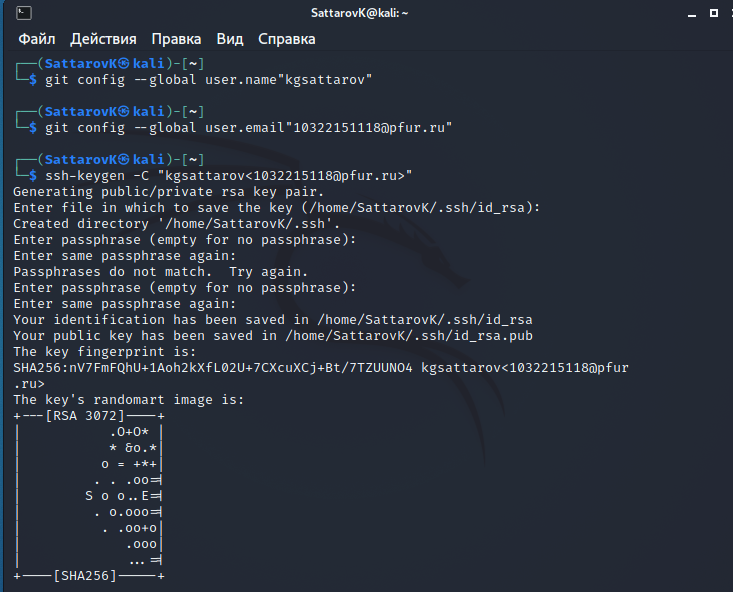 SattarovK@kali: ~
Файл Действия Правка Вид Справка
┌──(SattarovK㉿kali)-[~]
└─$ git config --global user.name"kgsattarov"
┌──(SattarovK㉿kali)-[~]
└─$ git config --global user.email"10322151118@pfur.ru"
┌──(SattarovK㉿kali)-[~]
└─$ ssh-keygen -C "kgsattarov<1032215118@pfur.ru>"
Generating public/private rsa key pair.
Enter file in which to save the key (/home/SattarovK/.ssh/id_rsa):
Created directory '/home/SattarovK/.ssh'.
Enter passphrase (empty for no passphrase):
Enter same passphrase again:
Passphrases do not match.  Try again.
Enter passphrase (empty for no passphrase):
Enter same passphrase again:
Your identification has been saved in /home/SattarovK/.ssh/id_rsa
Your public key has been saved in /home/SattarovK/.ssh/id_rsa.pub
The key fingerprint is:
SHA256:nV7FmFQhU+1Aoh2kXfL02U+7CXcuXCj+Bt/7TZUUNO4 kgsattarov<1032215118@pfur
.ru>
The key's randomart image is:
+---[RSA 3072]----+
|           .O+O* |
|           * &o.*|
|          o = +*+|
|         . . .oo=|
|        S o o..E=|
|         . o.ooo=|
|          . .oo+o|
|             .ooo|
|             ...=|
+----[SHA256]-----+